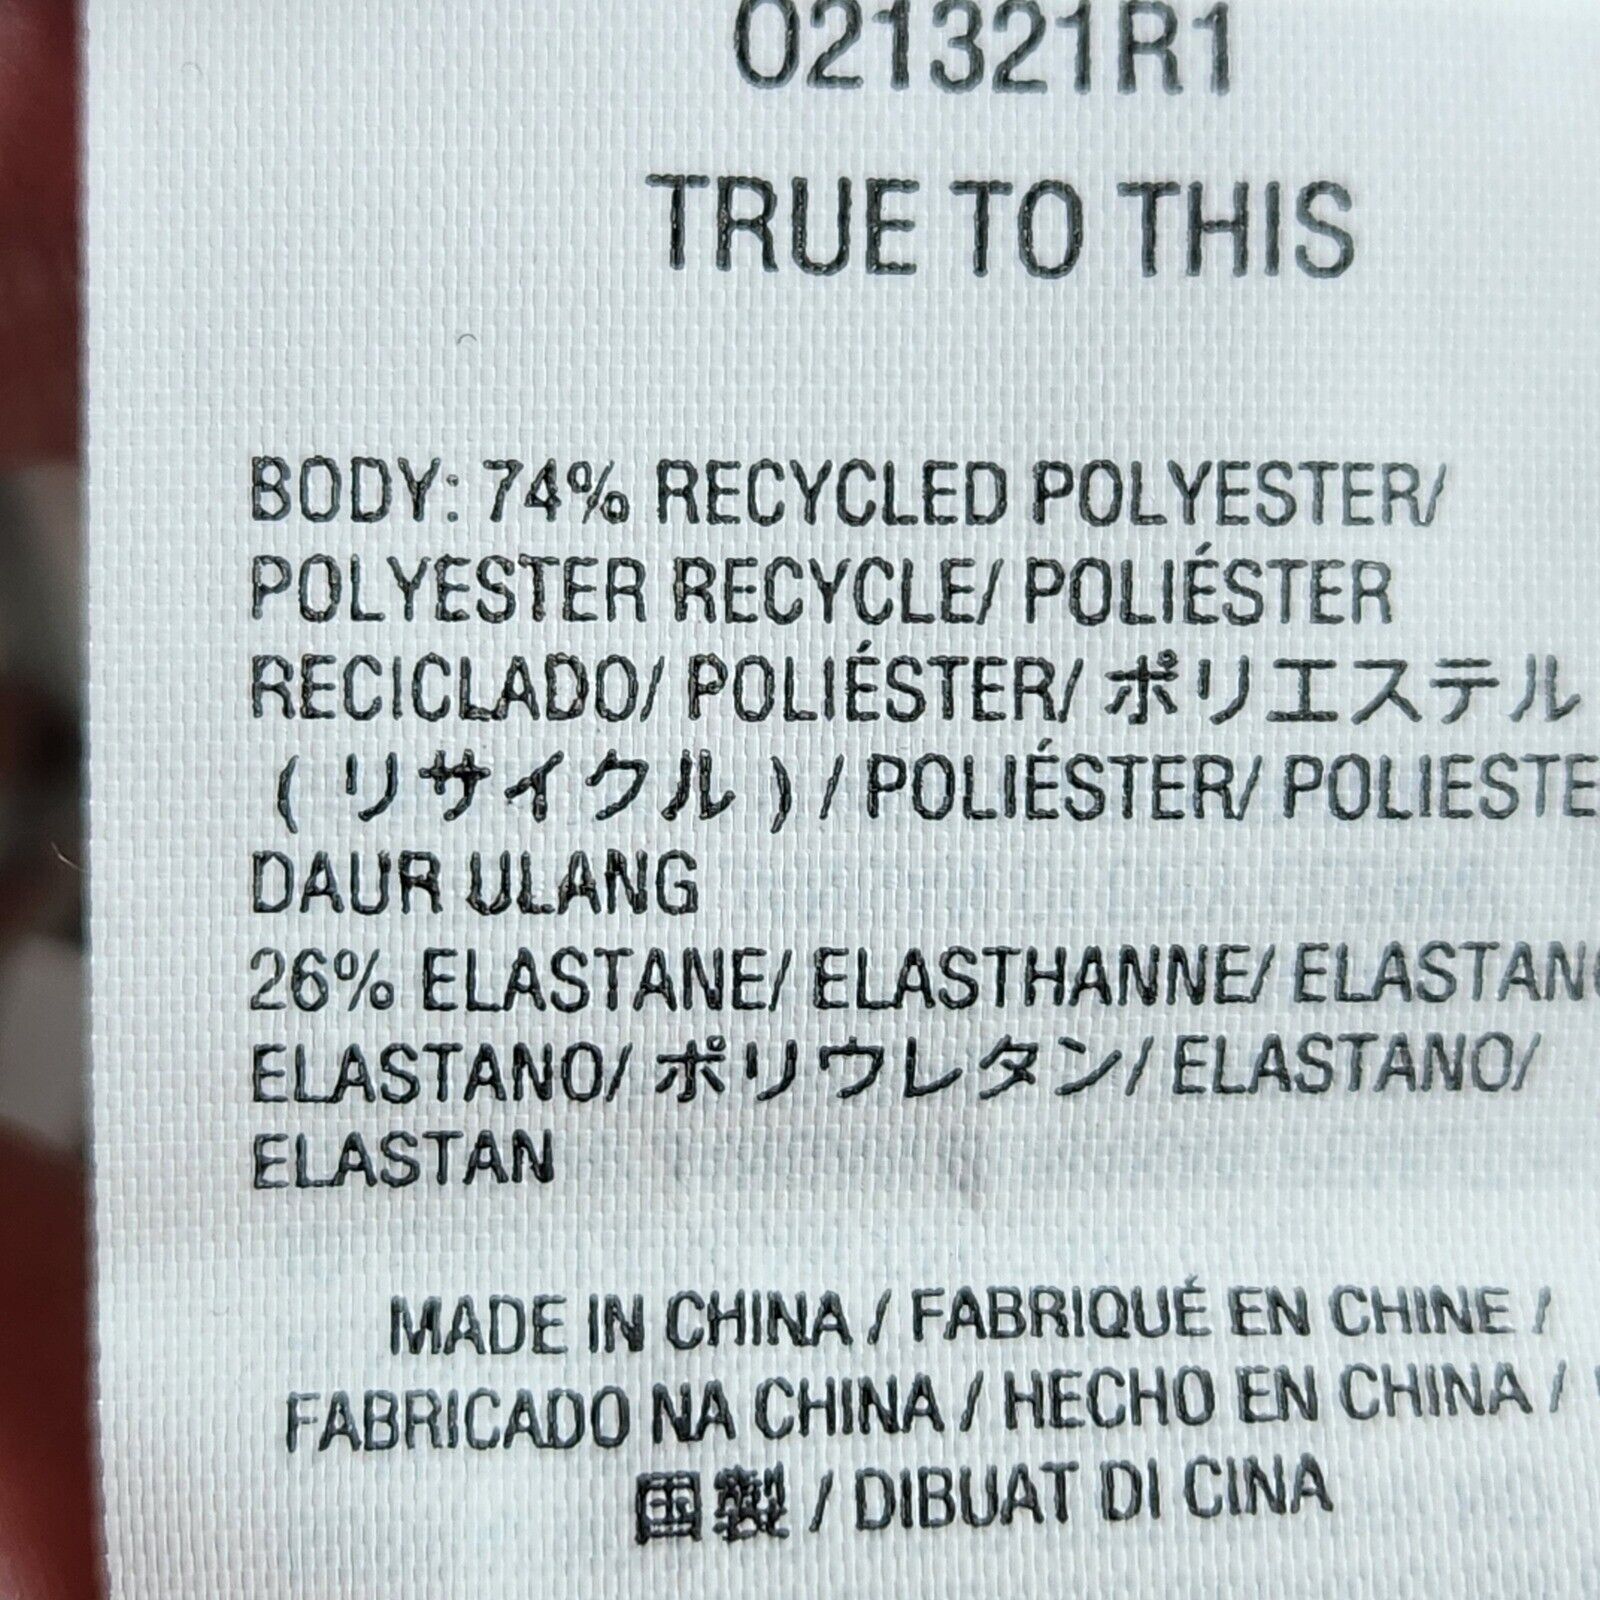 021321R1
TRUE TO THIS
BODY: 74% RECYCLED POLYESTER/
POLYESTER RECYCLE/ POLIÉSTER
RECICLADO/ POLIÉSTER/ ポリエステル
( リサイクル ) / POLIÉSTER/ POLIESTE
DAUR ULANG
26% ELASTANE/ ELASTHANNE/ ELASTANO
ELASTANO/ ポリウレタン/ ELASTANO/
ELASTAN
MADE IN CHINA / FABRIQUÉ EN CHINE /
FABRICADO NA CHINA / HECHO EN CHINA /
国製 / DIBUAT DI CINA